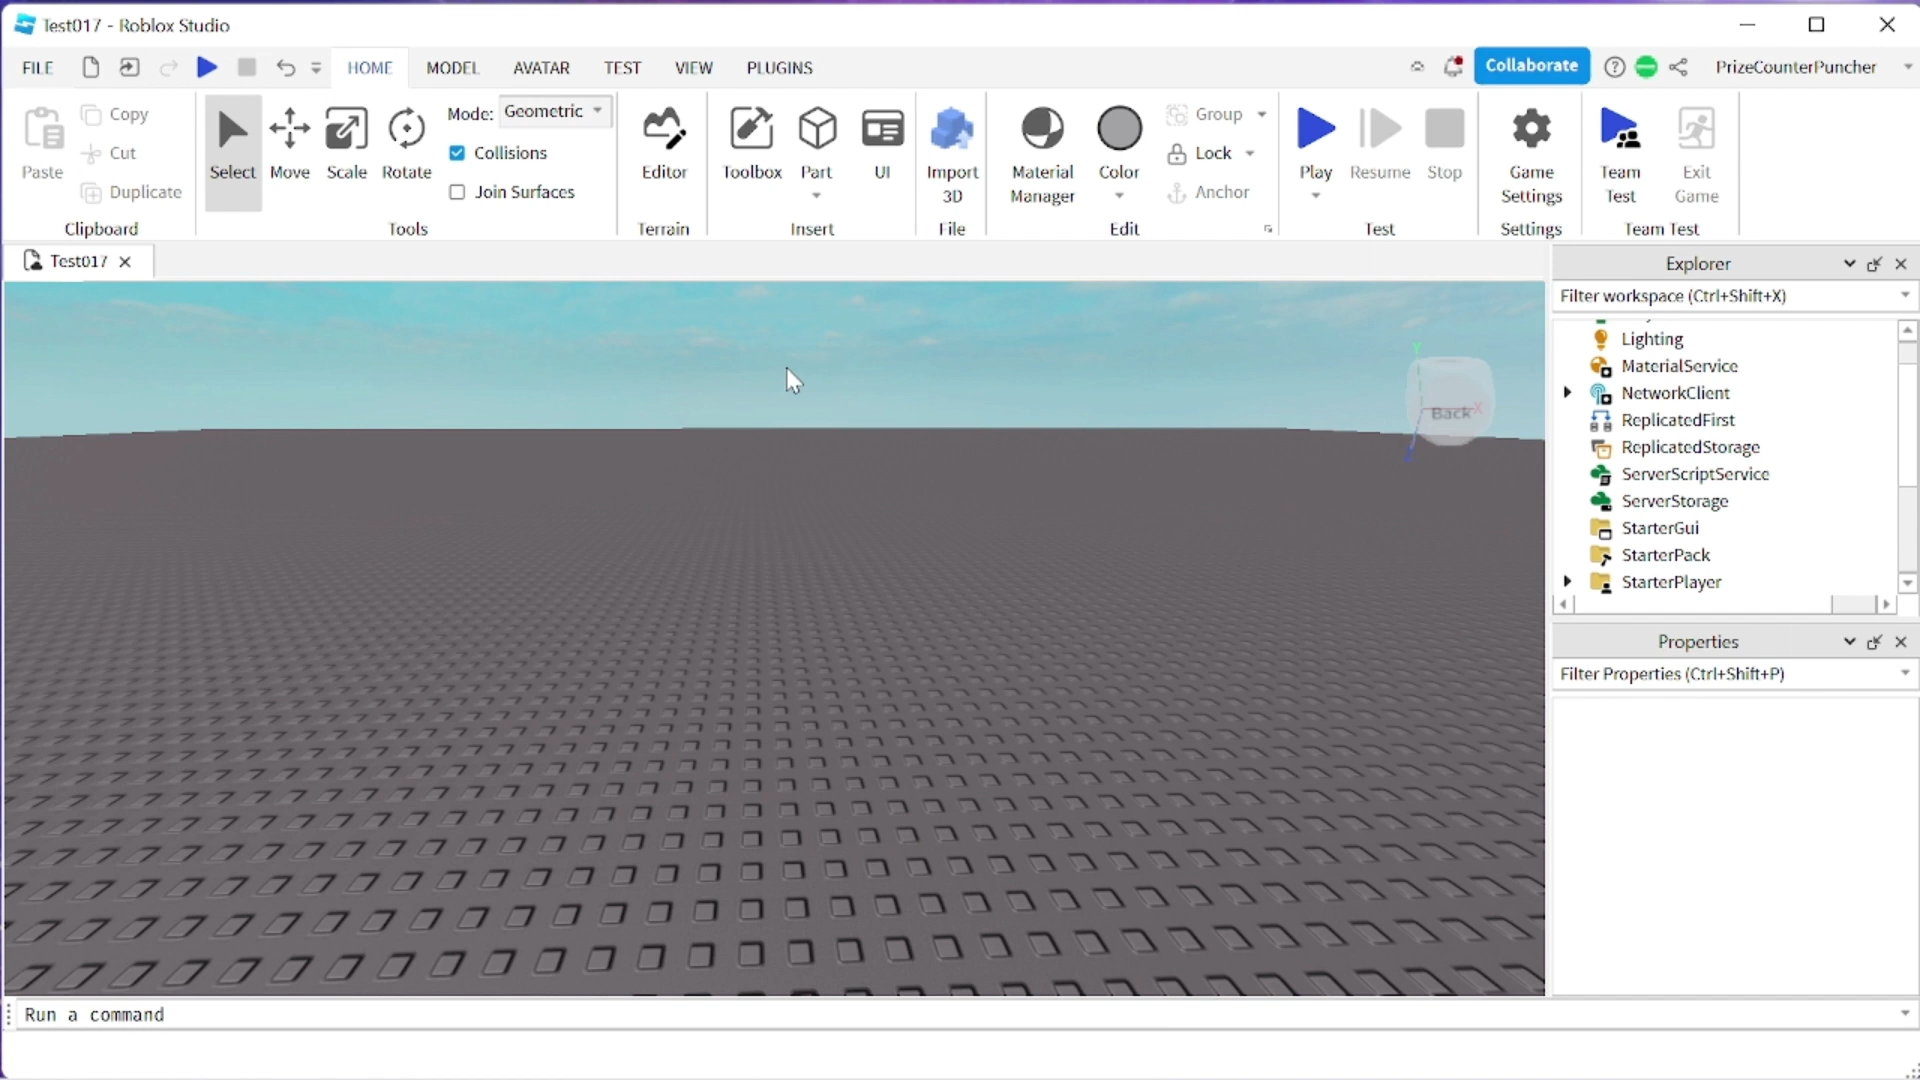 Test017 - Roblox Studio
FILE HOME MODEL AVATAR TEST VIEW PLUGINS Collaborate PrizeCounterPuncher
Paste Copy Cut Duplicate
Clipboard
Select Move Scale Rotate
Mode: Geometric
Collisions
Join Surfaces
Tools
Editor
Terrain
Toolbox Part UI
Insert
Import
3D
File
Material
Manager
Color
Group
Lock
Anchor
Edit
Play Resume Stop
Test
Game
Settings
Settings
Team
Test
Exit
Game
Team Test
Test017
Y
Back
X
Explorer
Filter workspace (Ctrl+Shift+X)
Lighting
MaterialService
NetworkClient
ReplicatedFirst
ReplicatedStorage
ServerScriptService
ServerStorage
StarterGui
StarterPack
StarterPlayer
Properties
Filter Properties (Ctrl+Shift+P)
Run a command